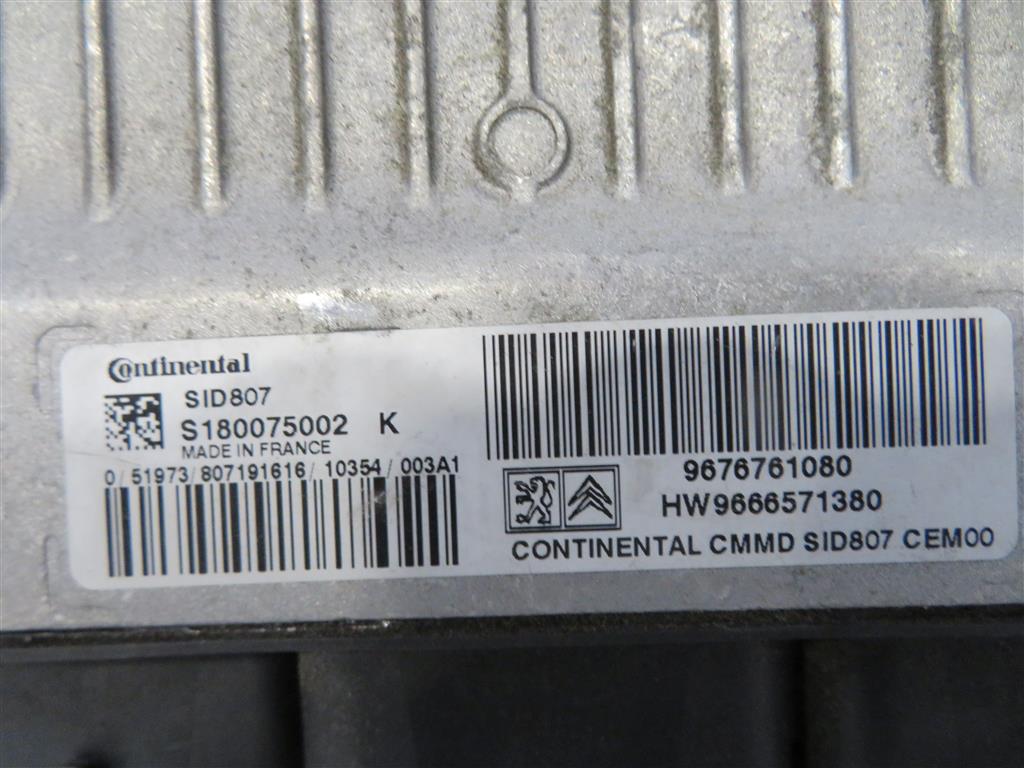 Continental
SID807
S180075002 K
MADE IN FRANCE
0/51973/807191616/10354/003A1
9676761080
HW9666571380
CONTINENTAL CMMD SID807 CEM00